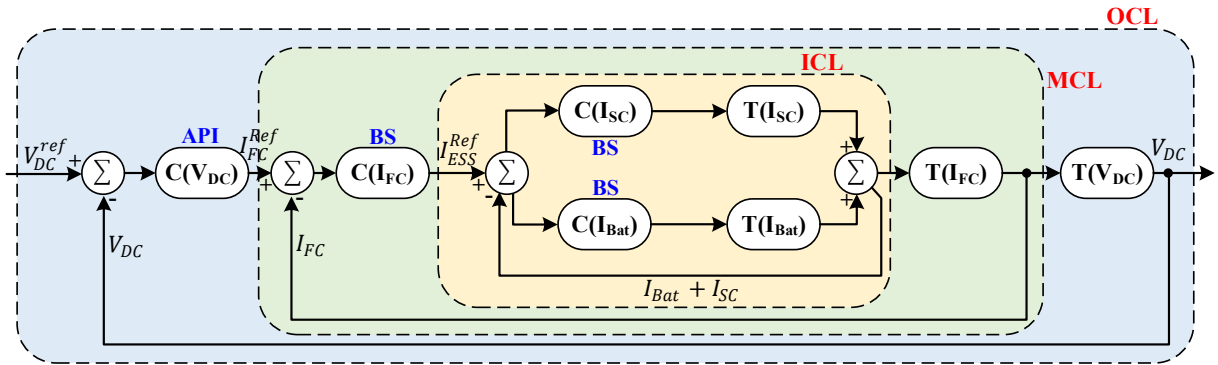 OCL
ICL
MCL
C(I_SC)
T(I_SC)
BS
API
BS
V_DC^ref
+
∑
-
C(V_DC)
I_FC^Ref
+
∑
-
C(I_FC)
I_ESS^Ref
+
-
∑
+
∑
+
T(I_FC)
T(V_DC)
V_DC
BS
C(I_Bat)
T(I_Bat)
V_DC
I_FC
I_Bat + I_SC